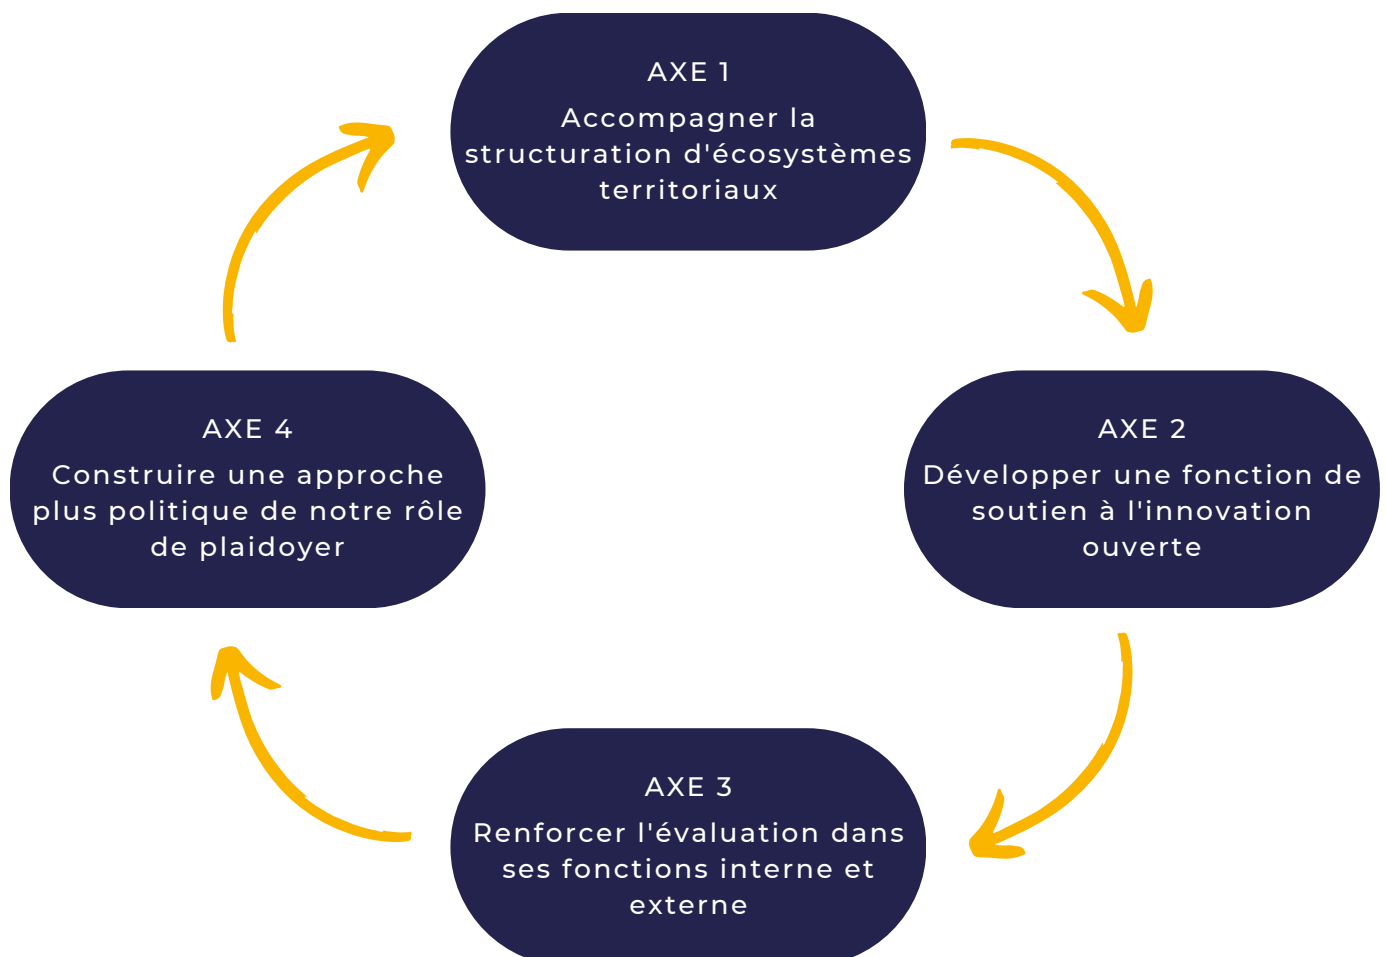 AXE 1
Accompagner la
structuration d'écosystèmes
territoriaux
AXE 2
Développer une fonction de
soutien à l'innovation
ouverte
AXE 3
Renforcer l'évaluation dans
ses fonctions interne et
externe
AXE 4
Construire une approche
plus politique de notre rôle
de plaidoyer